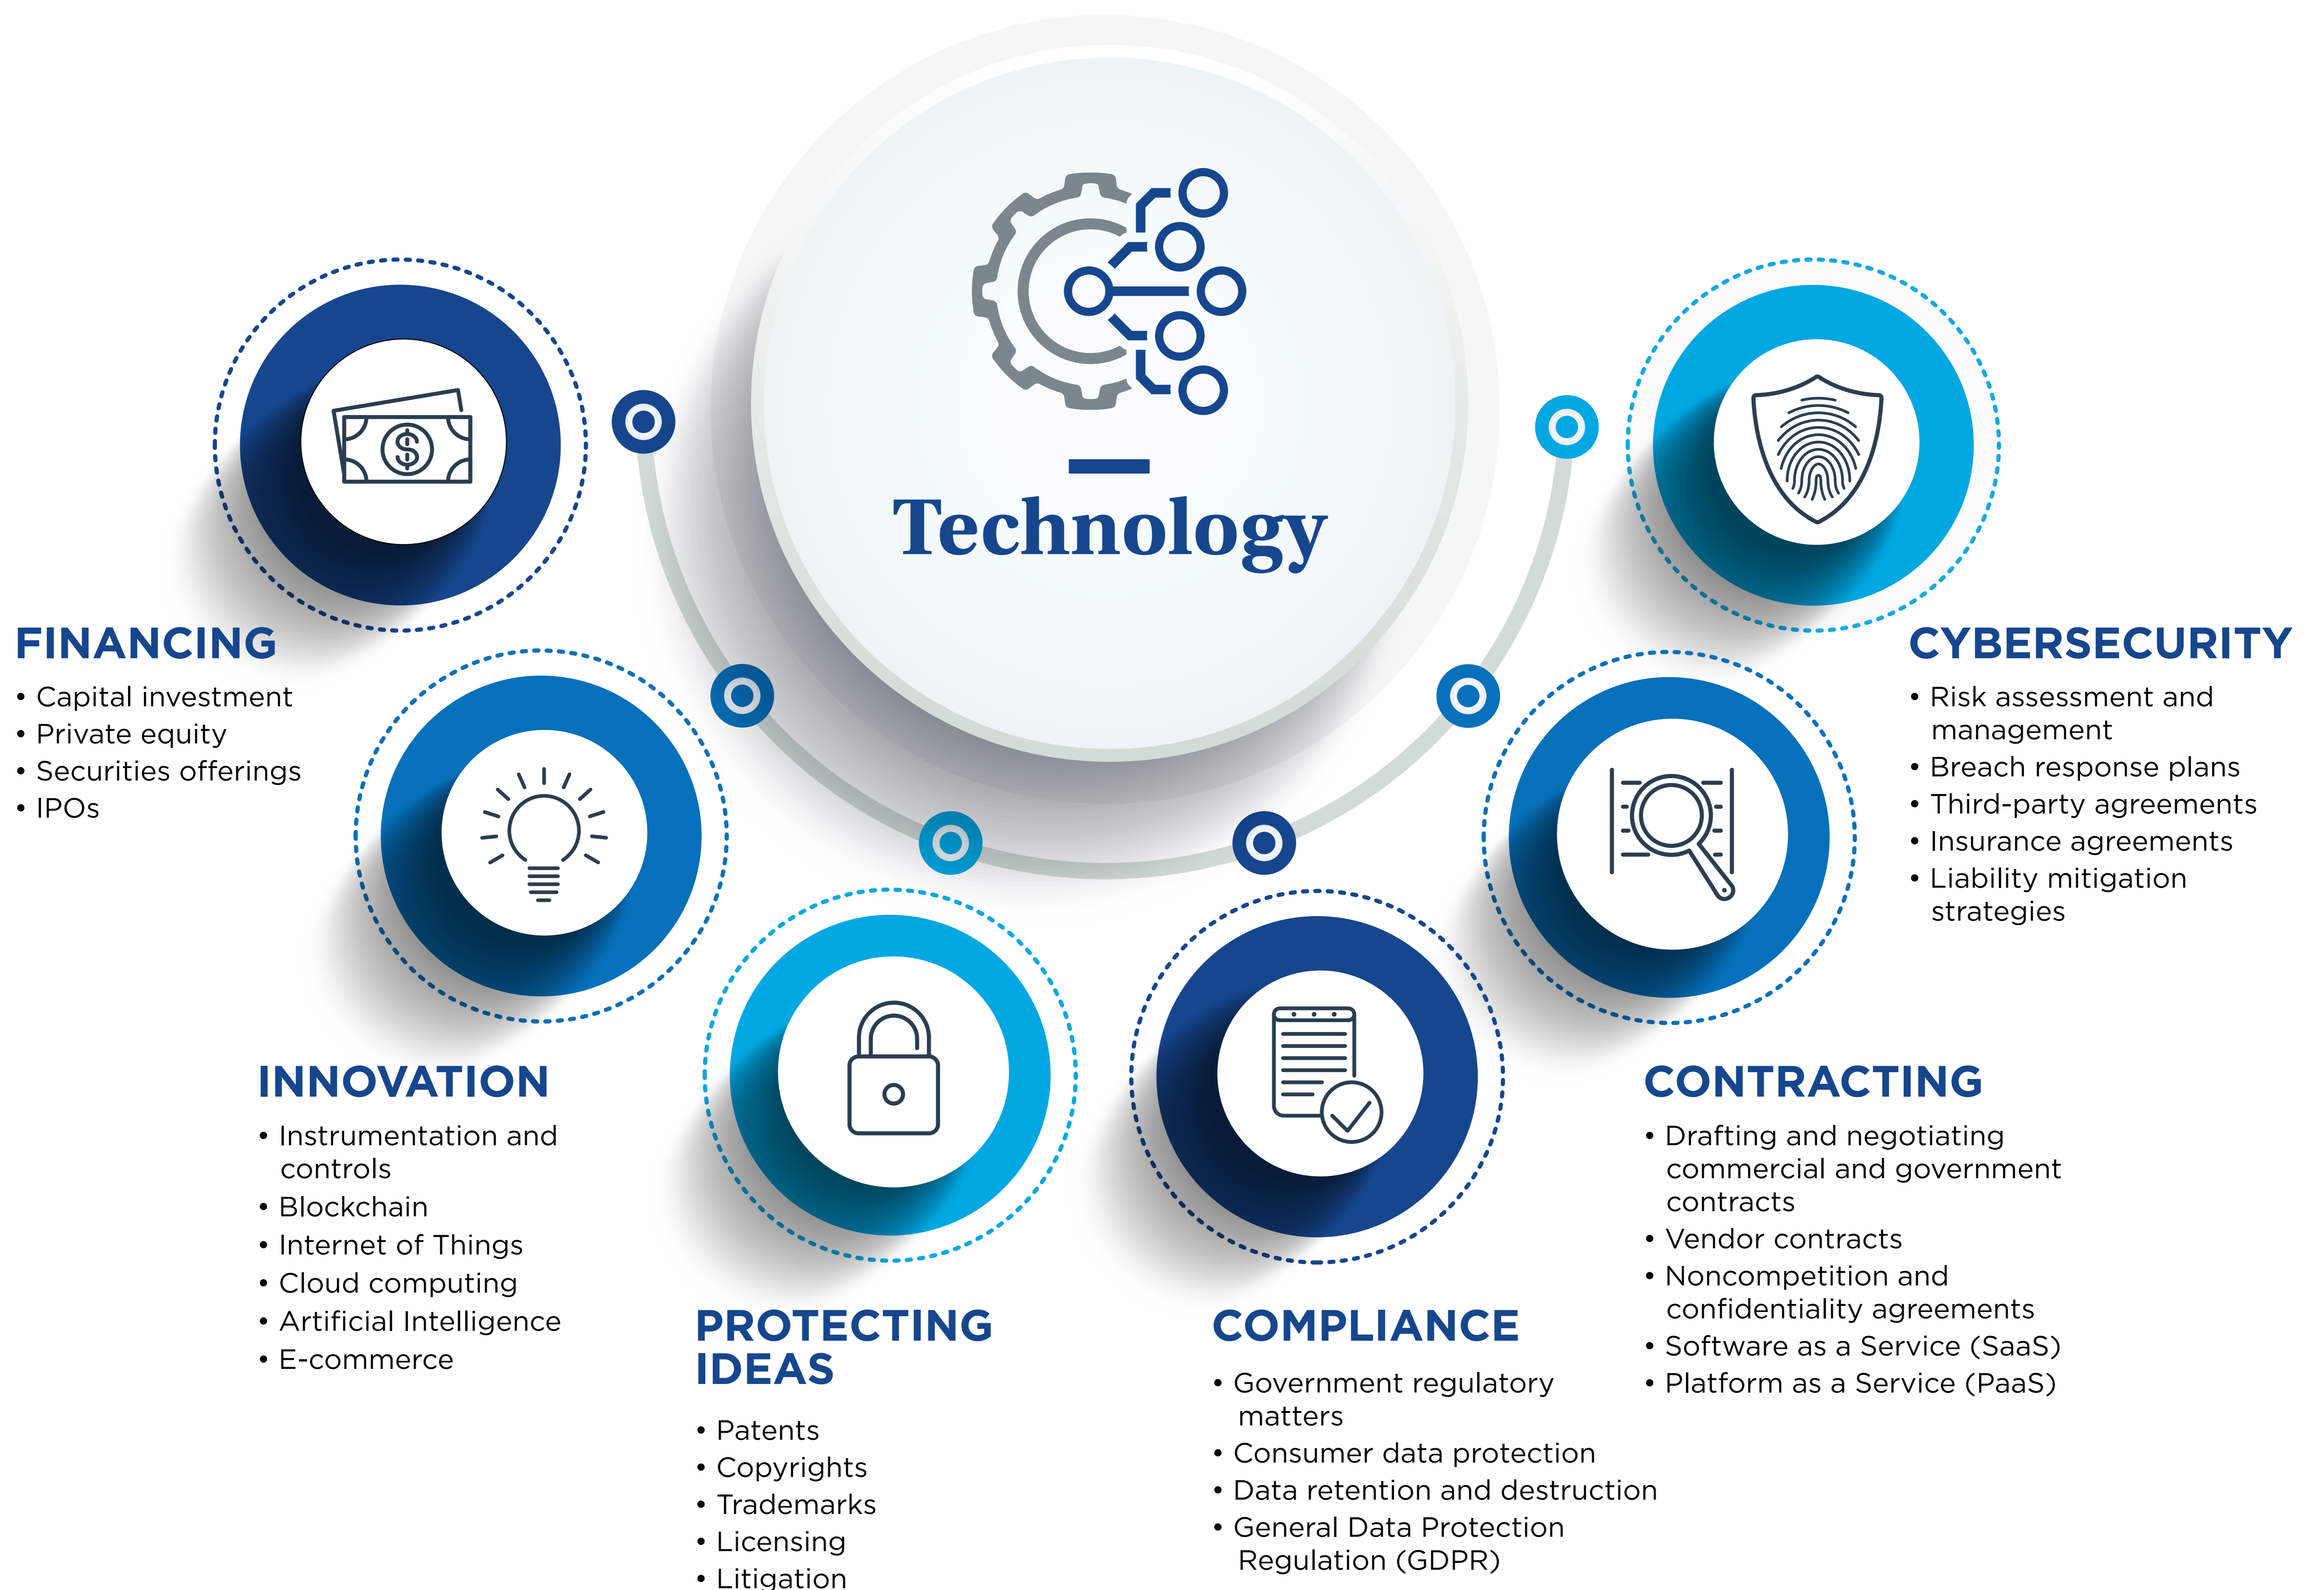 Technology
FINANCING
• Capital investment
• Private equity
• Securities offerings
• IPOs
INNOVATION
• Instrumentation and
controls
• Blockchain
• Internet of Things
• Cloud computing
• Artificial Intelligence
• E-commerce
PROTECTING
IDEAS
• Patents
• Copyrights
• Trademarks
• Licensing
• Litigation
COMPLIANCE
• Government regulatory
matters
• Consumer data protection
• Data retention and destruction
• General Data Protection
Regulation (GDPR)
CONTRACTING
• Drafting and negotiating
commercial and government
contracts
• Vendor contracts
• Noncompetition and
confidentiality agreements
• Software as a Service (SaaS)
• Platform as a Service (PaaS)
CYBERSECURITY
• Risk assessment and
management
• Breach response plans
• Third-party agreements
• Insurance agreements
• Liability mitigation
strategies